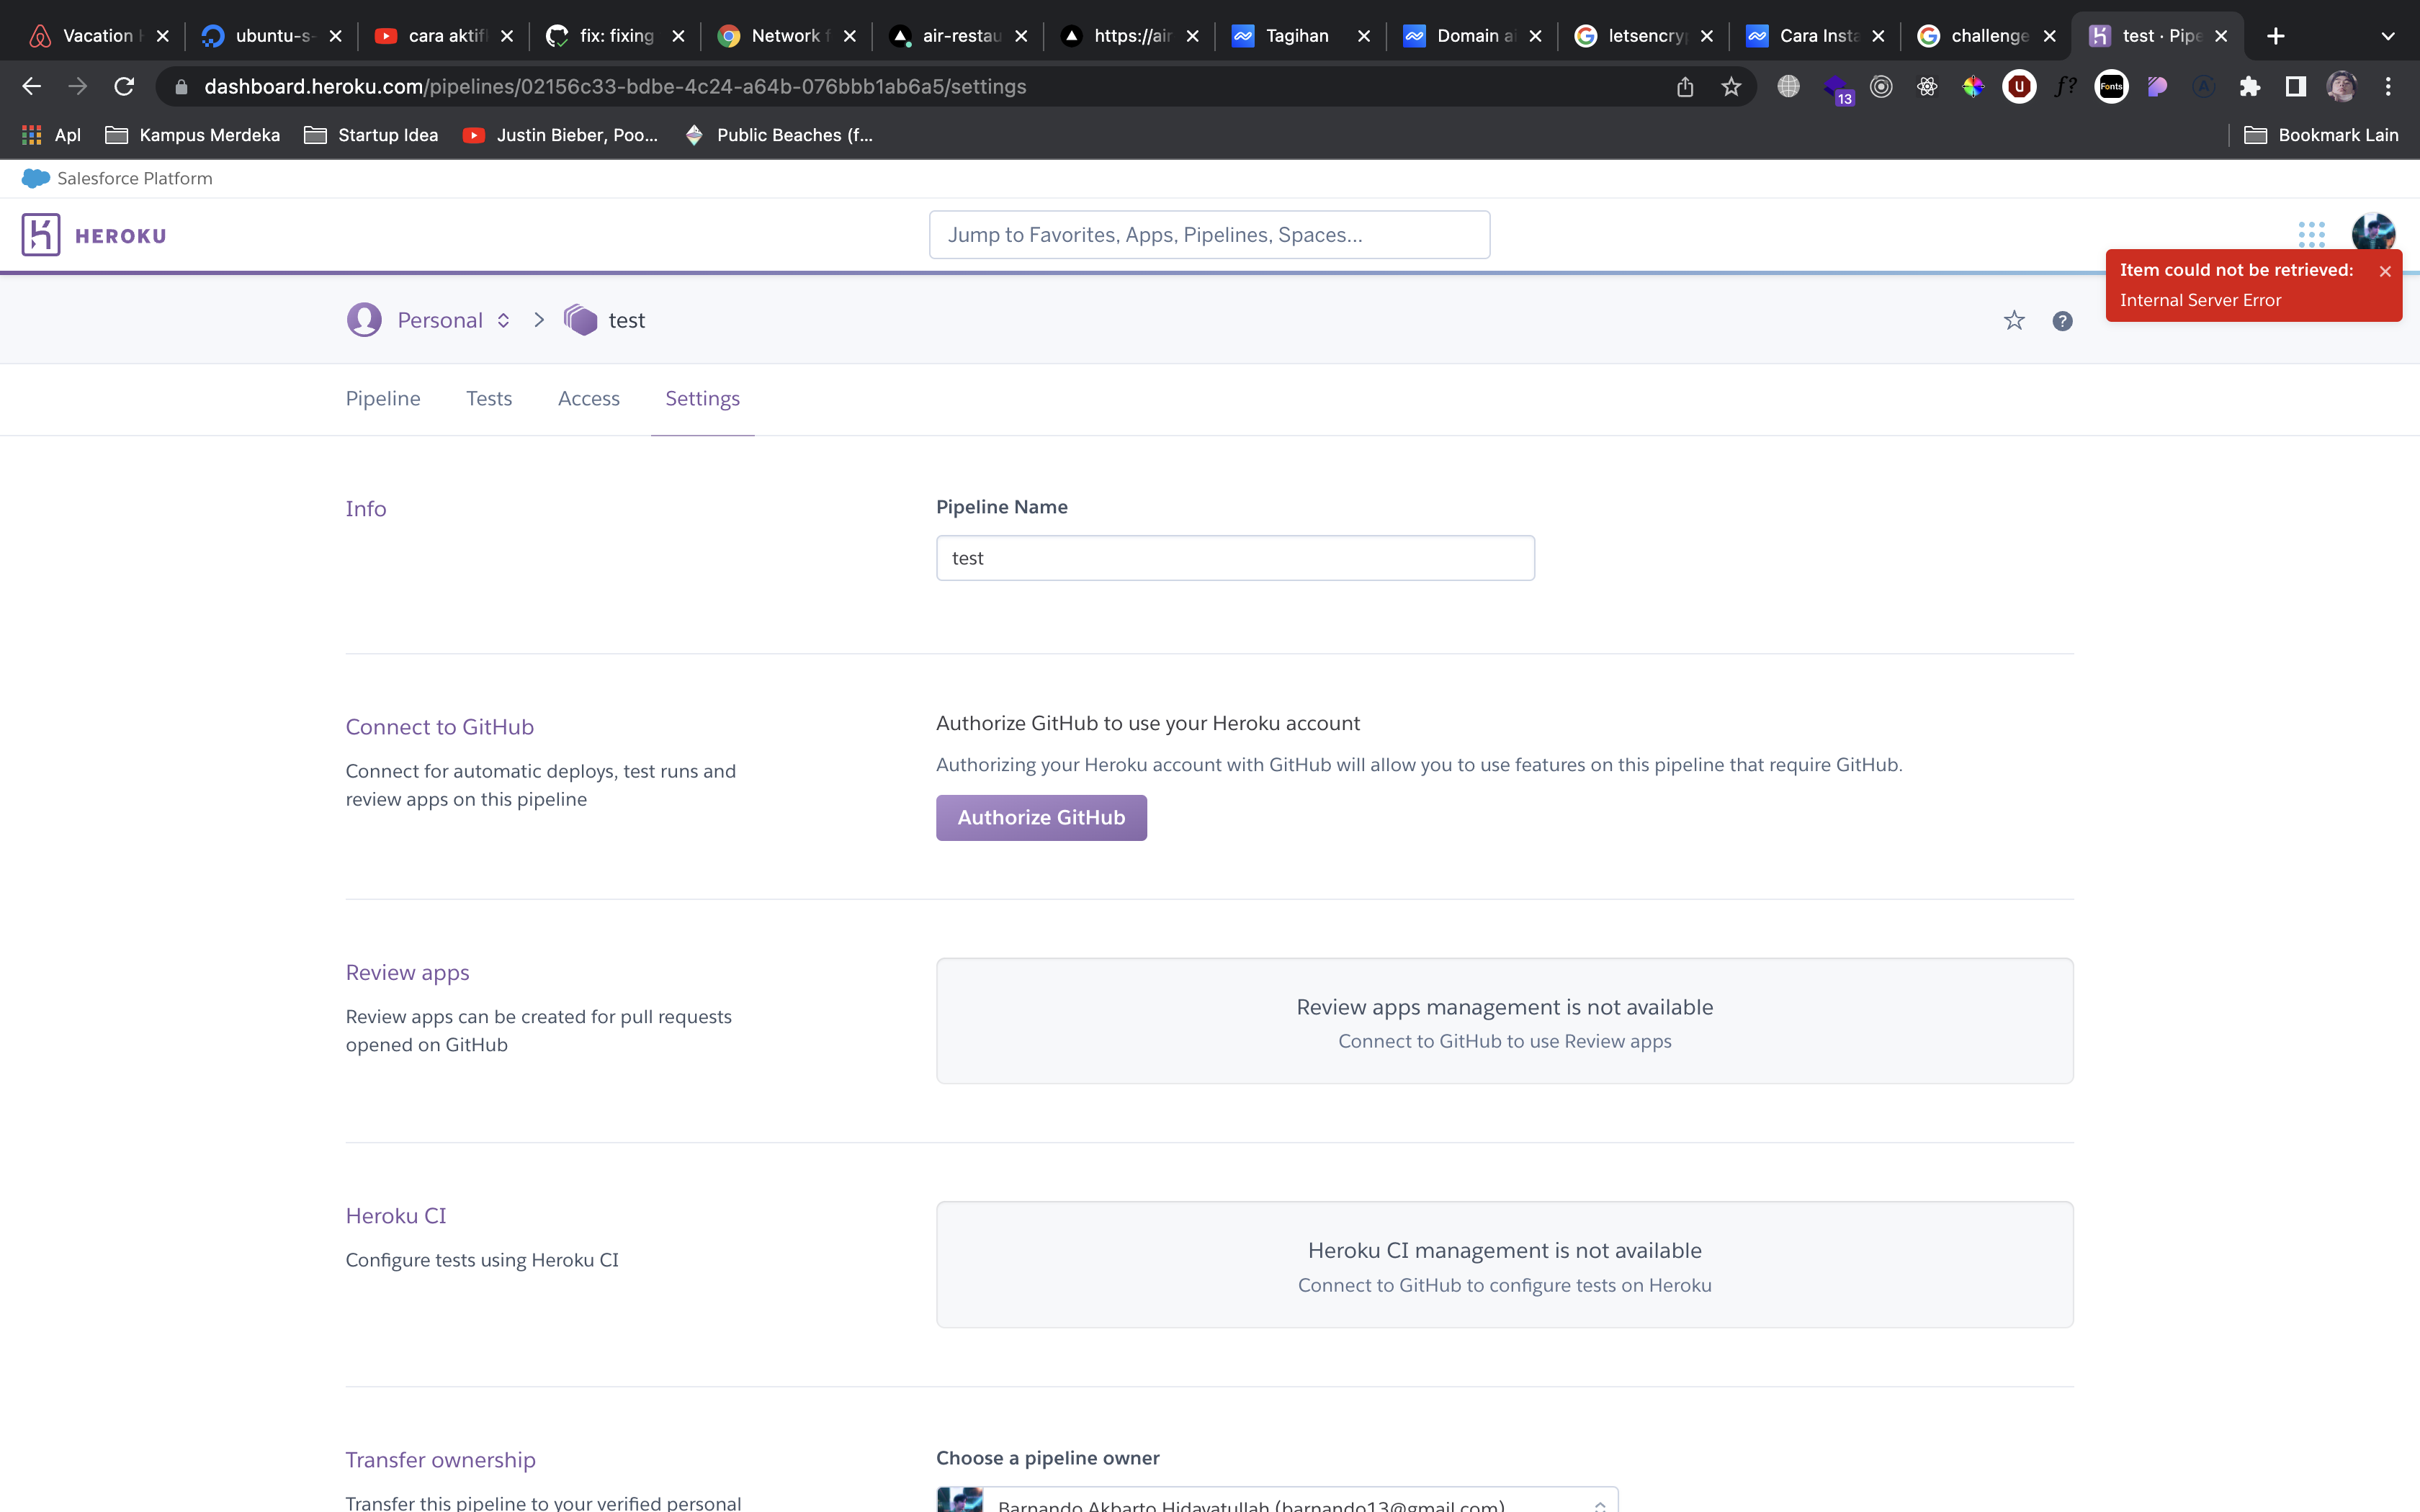 Vacation
ubuntu-s-
cara aktif
fix: fixing
Network f
air-restau
https://air
Tagihan
Domain ai
letsencry
Cara Insta
challenge
test · Pipe
dashboard.heroku.com/pipelines/02156c33-bdbe-4c24-a64b-076bbb1ab6a5/settings
13
U
f?
Fonts
A
Apl
Kampus Merdeka
Startup Idea
Justin Bieber, Poo...
Public Beaches (f...
Bookmark Lain
Salesforce Platform
HEROKU
Jump to Favorites, Apps, Pipelines, Spaces...
Item could not be retrieved:
Internal Server Error
Personal
test
?
Pipeline
Tests
Access
Settings
Info
Pipeline Name
test
Connect to GitHub
Connect for automatic deploys, test runs and
review apps on this pipeline
Authorize GitHub to use your Heroku account
Authorizing your Heroku account with GitHub will allow you to use features on this pipeline that require GitHub.
Authorize GitHub
Review apps
Review apps can be created for pull requests
opened on GitHub
Review apps management is not available
Connect to GitHub to use Review apps
Heroku CI
Configure tests using Heroku CI
Heroku CI management is not available
Connect to GitHub to configure tests on Heroku
Transfer ownership
Transfer this pipeline to your verified personal
Choose a pipeline owner
Barnando Akbarto Hidayatullah (barnando13@gmail.com)